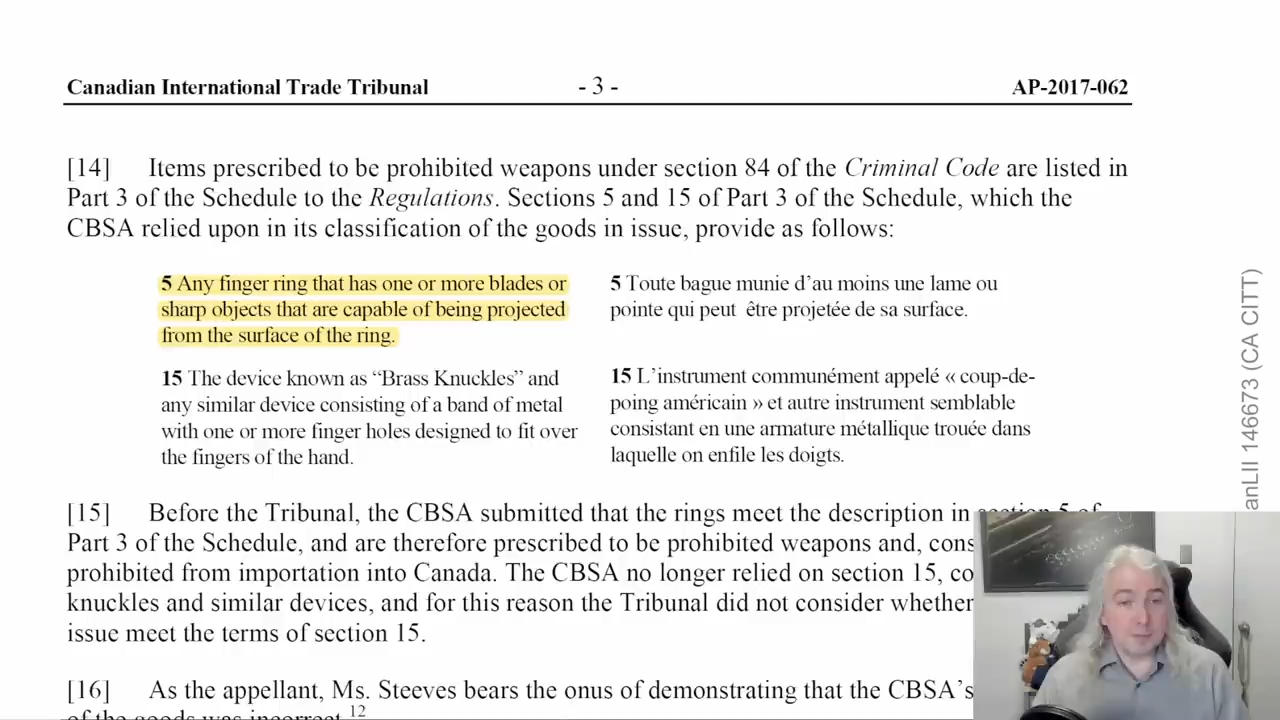 Canadian International Trade Tribunal - 3 - AP-2017-062
[14] Items prescribed to be prohibited weapons under section 84 of the Criminal Code are listed in
Part 3 of the Schedule to the Regulations. Sections 5 and 15 of Part 3 of the Schedule, which the
CBSA relied upon in its classification of the goods in issue, provide as follows:
5 Any finger ring that has one or more blades or
sharp objects that are capable of being projected
from the surface of the ring.
15 The device known as “Brass Knuckles” and
any similar device consisting of a band of metal
with one or more finger holes designed to fit over
the fingers of the hand.
5 Toute bague munie d’au moins une lame ou
pointe qui peut être projetée de sa surface.
15 L’instrument communément appelé « coup-de-
poing américain » et autre instrument semblable
consistant en une armature métallique trouée dans
laquelle on enfile les doigts.
[15] Before the Tribunal, the CBSA submitted that the rings meet the description in section 5 of
Part 3 of the Schedule, and are therefore prescribed to be prohibited weapons and, cons
prohibited from importation into Canada. The CBSA no longer relied on section 15, co
knuckles and similar devices, and for this reason the Tribunal did not consider whether
issue meet the terms of section 15.
[16] As the appellant, Ms. Steeves bears the onus of demonstrating that the CBSA’s
of the goods was incorrect.12
anLII 146673 (CA CITT)